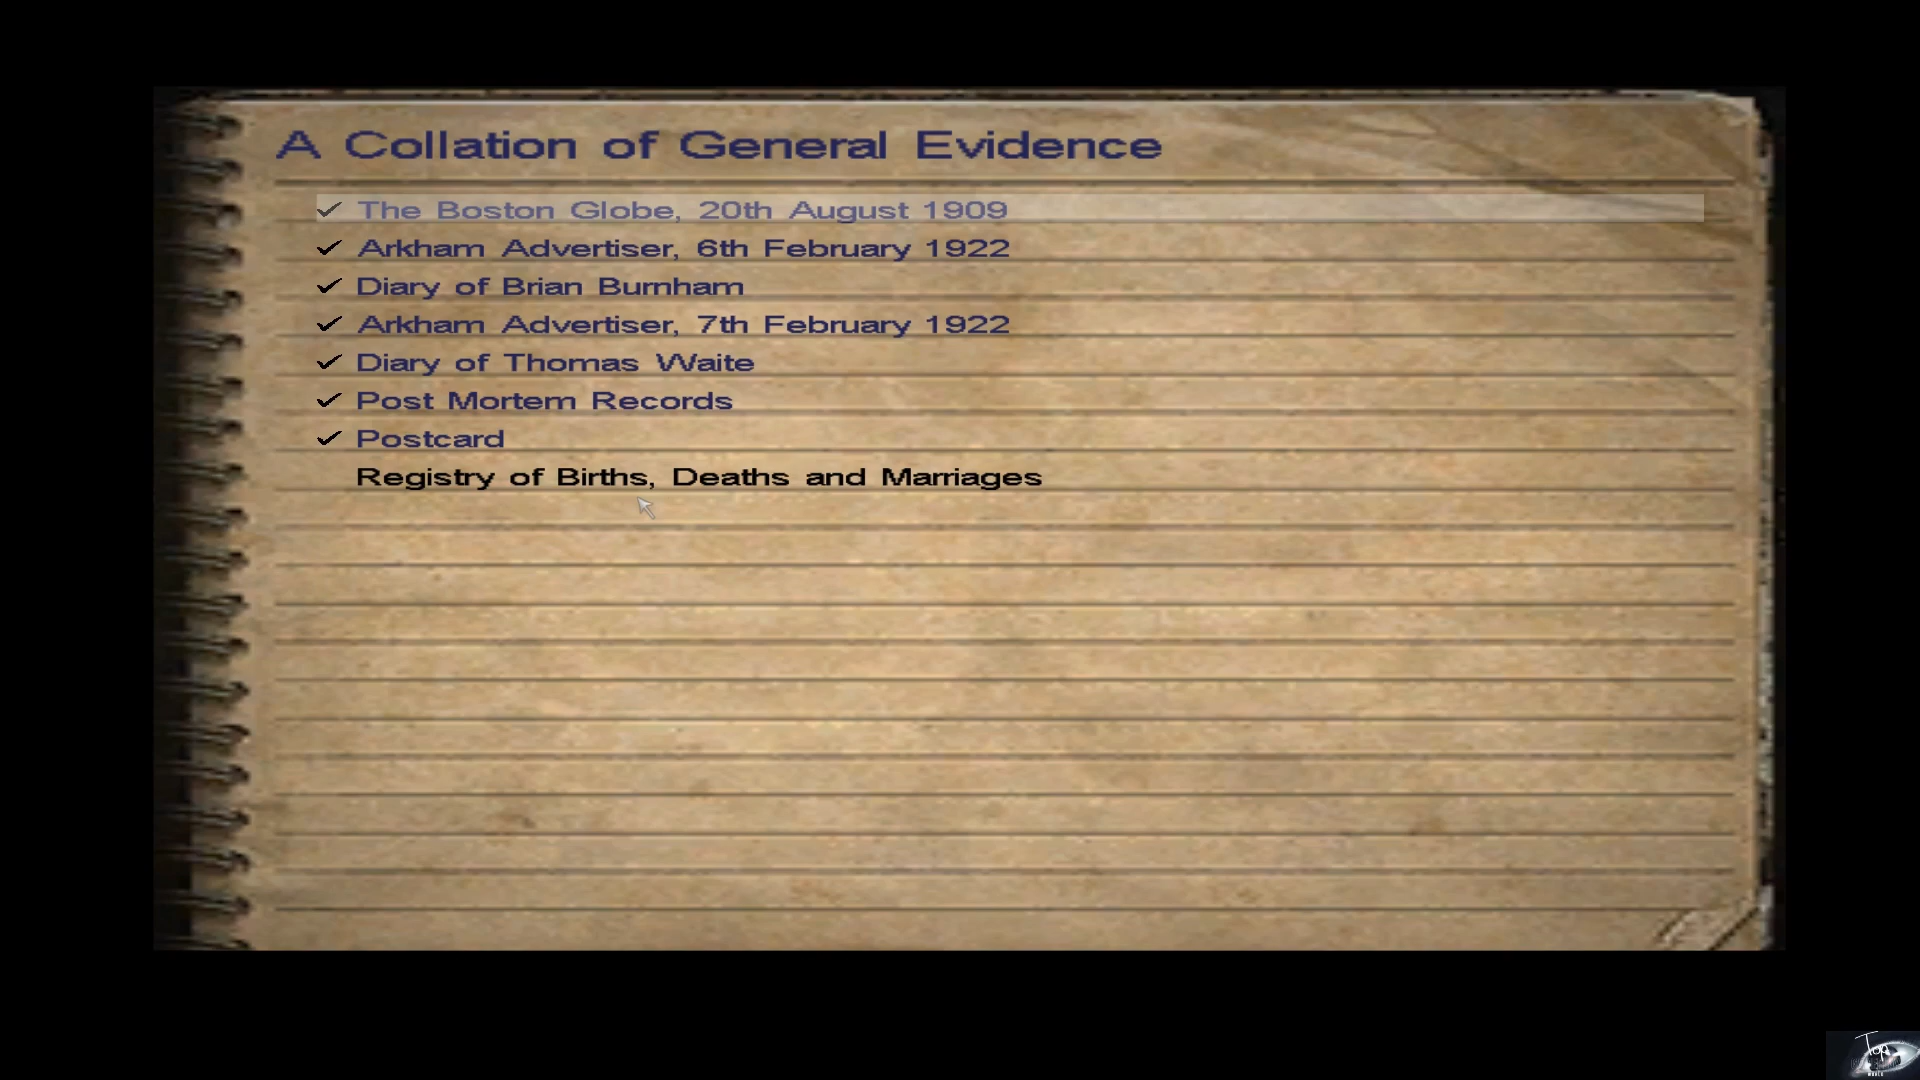 A Collation of General Evidence
✓ The Boston Globe, 20th August 1909
✓ Arkham Advertiser, 6th February 1922
✓ Diary of Brian Burnham
✓ Arkham Advertiser, 7th February 1922
✓ Diary of Thomas Waite
✓ Post Mortem Records
✓ Postcard
Registry of Births, Deaths and Marriages
Top